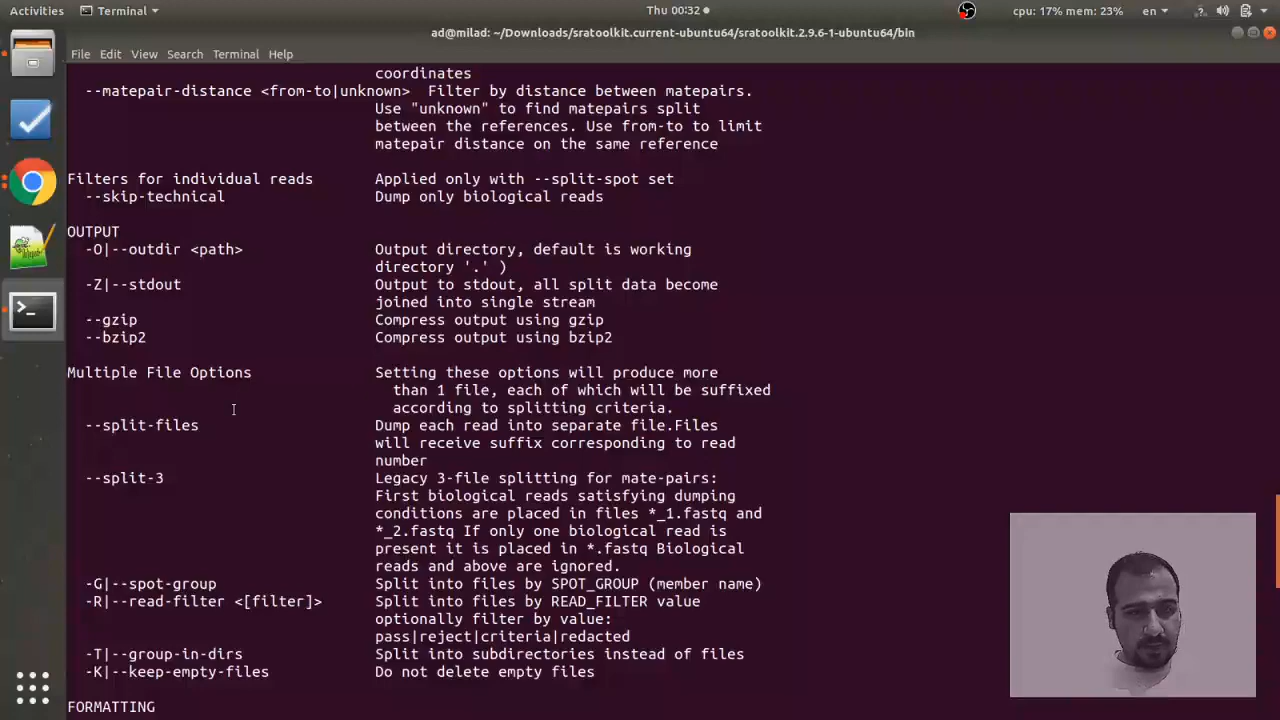 Activities Terminal Thu 00:32 cpu: 17% mem: 23% en
ad@milad: ~/Downloads/sratoolkit.current-ubuntu64/sratoolkit.2.9.6-1-ubuntu64/bin
File Edit View Search Terminal Help
coordinates
--matepair-distance <from-to|unknown> Filter by distance between matepairs.
Use "unknown" to find matepairs split
between the references. Use from-to to limit
matepair distance on the same reference
Filters for individual reads Applied only with --split-spot set
--skip-technical Dump only biological reads
OUTPUT
-O|--outdir <path> Output directory, default is working
directory '.' )
-Z|--stdout Output to stdout, all split data become
joined into single stream
--gzip Compress output using gzip
--bzip2 Compress output using bzip2
Multiple File Options Setting these options will produce more
than 1 file, each of which will be suffixed
according to splitting criteria.
--split-files Dump each read into separate file.Files
will receive suffix corresponding to read
number
--split-3 Legacy 3-file splitting for mate-pairs:
First biological reads satisfying dumping
conditions are placed in files *_1.fastq and
*_2.fastq If only one biological read is
present it is placed in *.fastq Biological
reads and above are ignored.
-G|--spot-group Split into files by SPOT_GROUP (member name)
-R|--read-filter <[filter]> Split into files by READ_FILTER value
optionally filter by value:
pass|reject|criteria|redacted
-T|--group-in-dirs Split into subdirectories instead of files
-K|--keep-empty-files Do not delete empty files
FORMATTING